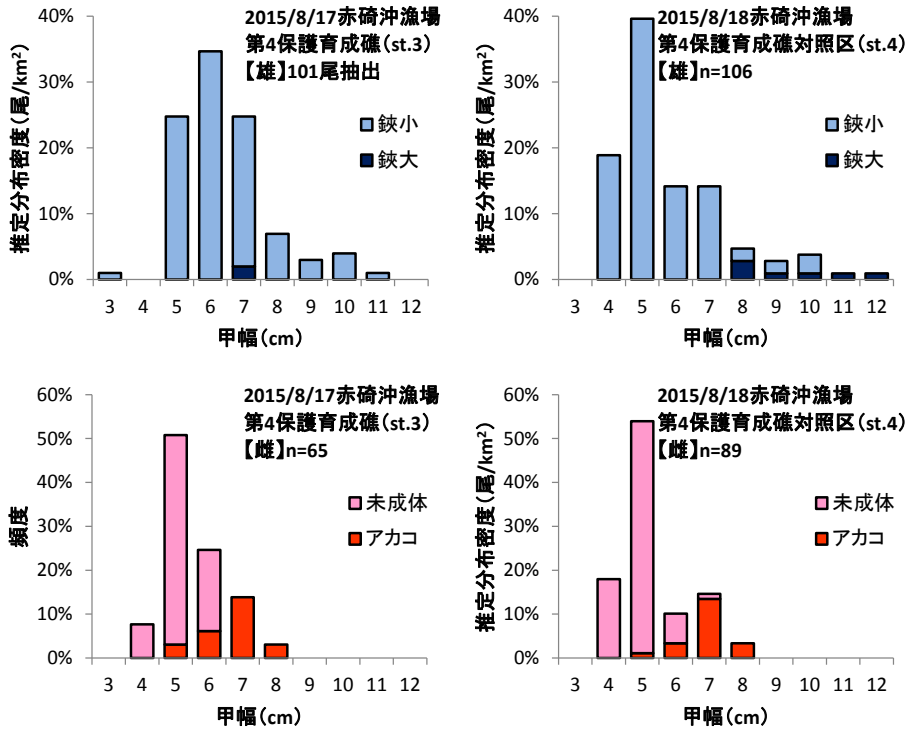 2015/8/17赤碕沖漁場
第4保護育成礁(st.3)
【雄】101尾抽出
鋏小
鋏大
推定分布密度(尾/km²)
40%
30%
20%
10%
0%
3 4 5 6 7 8 9 10 11 12
甲幅(cm)
2015/8/18赤碕沖漁場
第4保護育成礁対照区(st.4)
【雄】n=106
鋏小
鋏大
推定分布密度(尾/km²)
40%
30%
20%
10%
0%
3 4 5 6 7 8 9 10 11 12
甲幅(cm)
2015/8/17赤碕沖漁場
第4保護育成礁(st.3)
【雌】n=65
未成体
アカコ
頻度
60%
50%
40%
30%
20%
10%
0%
3 4 5 6 7 8 9 10 11 12
甲幅(cm)
2015/8/18赤碕沖漁場
第4保護育成礁対照区(st.4)
【雌】n=89
未成体
アカコ
推定分布密度(尾/km²)
60%
50%
40%
30%
20%
10%
0%
3 4 5 6 7 8 9 10 11 12
甲幅(cm)